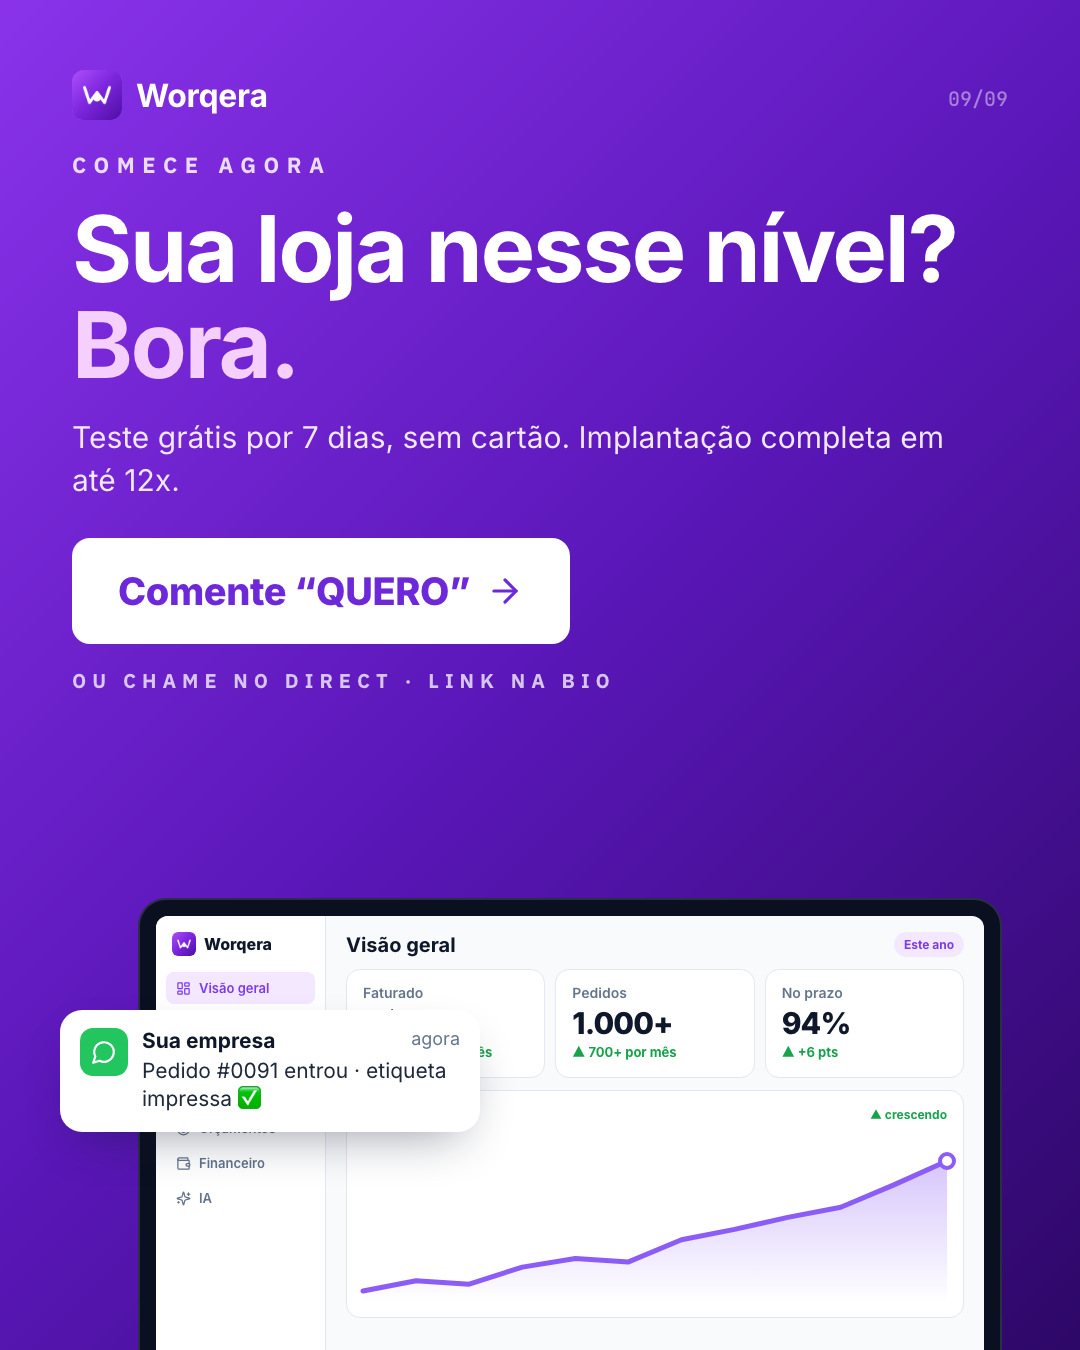 Worqera
09/09
COMECE AGORA
Sua loja nesse nível?
Bora.
Teste grátis por 7 dias, sem cartão. Implantação completa em
até 12x.
Comente “QUERO” →
OU CHAME NO DIRECT · LINK NA BIO
Worqera
Visão geral
Este ano
Visão geral
Faturado
Pedidos
1.000+
▲ 700+ por mês
No prazo
94%
▲ +6 pts
Sua empresa
agora
Pedido #0091 entrou · etiqueta
impressa ✅
▲ crescendo
Financeiro
IA